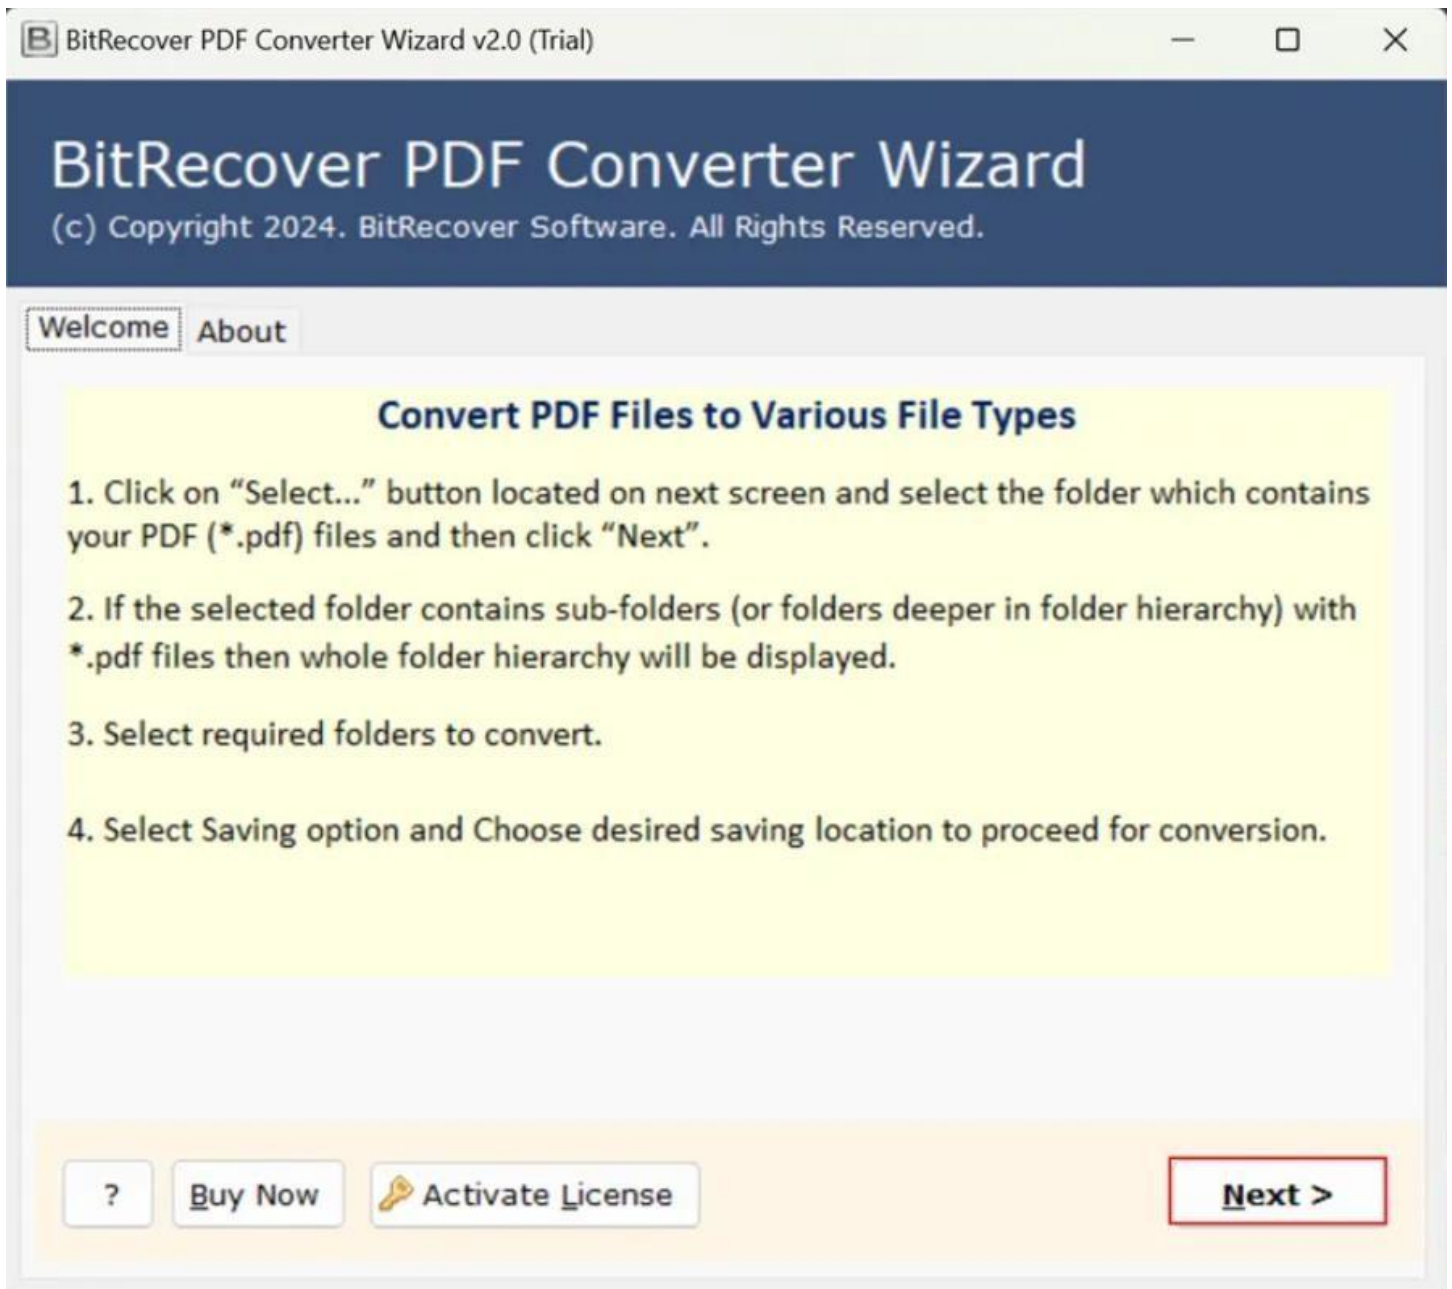 BitRecover PDF Converter Wizard v2.0 (Trial)
BitRecover PDF Converter Wizard
(c) Copyright 2024. BitRecover Software. All Rights Reserved.
Welcome About
Convert PDF Files to Various File Types
1. Click on “Select...” button located on next screen and select the folder which contains
your PDF (*.pdf) files and then click “Next”.
2. If the selected folder contains sub-folders (or folders deeper in folder hierarchy) with
*.pdf files then whole folder hierarchy will be displayed.
3. Select required folders to convert.
4. Select Saving option and Choose desired saving location to proceed for conversion.
? Buy Now Activate License Next >